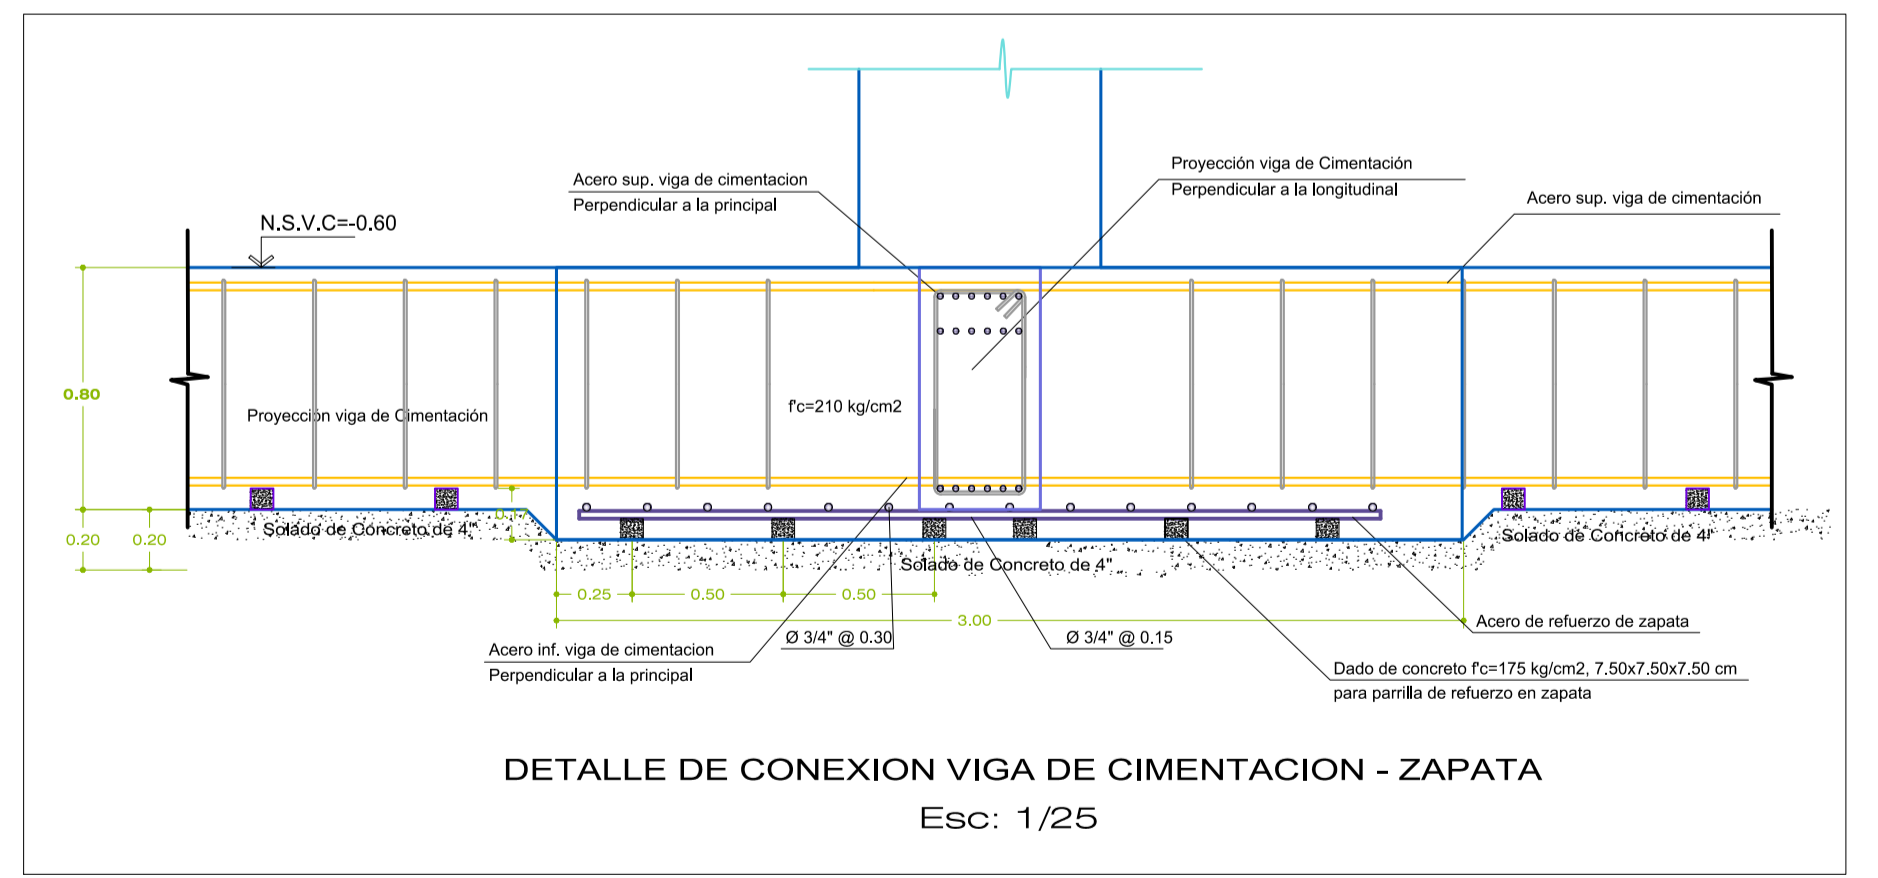 Proyección viga de Cimentación
Perpendicular a la longitudinal
Acero sup. viga de cimentacion
Perpendicular a la principal
Acero sup. viga de cimentación
N.S.V.C=-0.60
0.80
f'c=210 kg/cm2
Proyección viga de Cimentación
0.17
Solado de Concreto de 4"
Solado de Concreto de 4"
0.20
0.20
Solado de Concreto de 4"
0.25
0.50
0.50
3.00
Acero de refuerzo de zapata
Ø 3/4" @ 0.30
Ø 3/4" @ 0.15
Acero inf. viga de cimentacion
Perpendicular a la principal
Dado de concreto f'c=175 kg/cm2, 7.50x7.50x7.50 cm
para parrilla de refuerzo en zapata
DETALLE DE CONEXION VIGA DE CIMENTACION - ZAPATA
Esc: 1/25